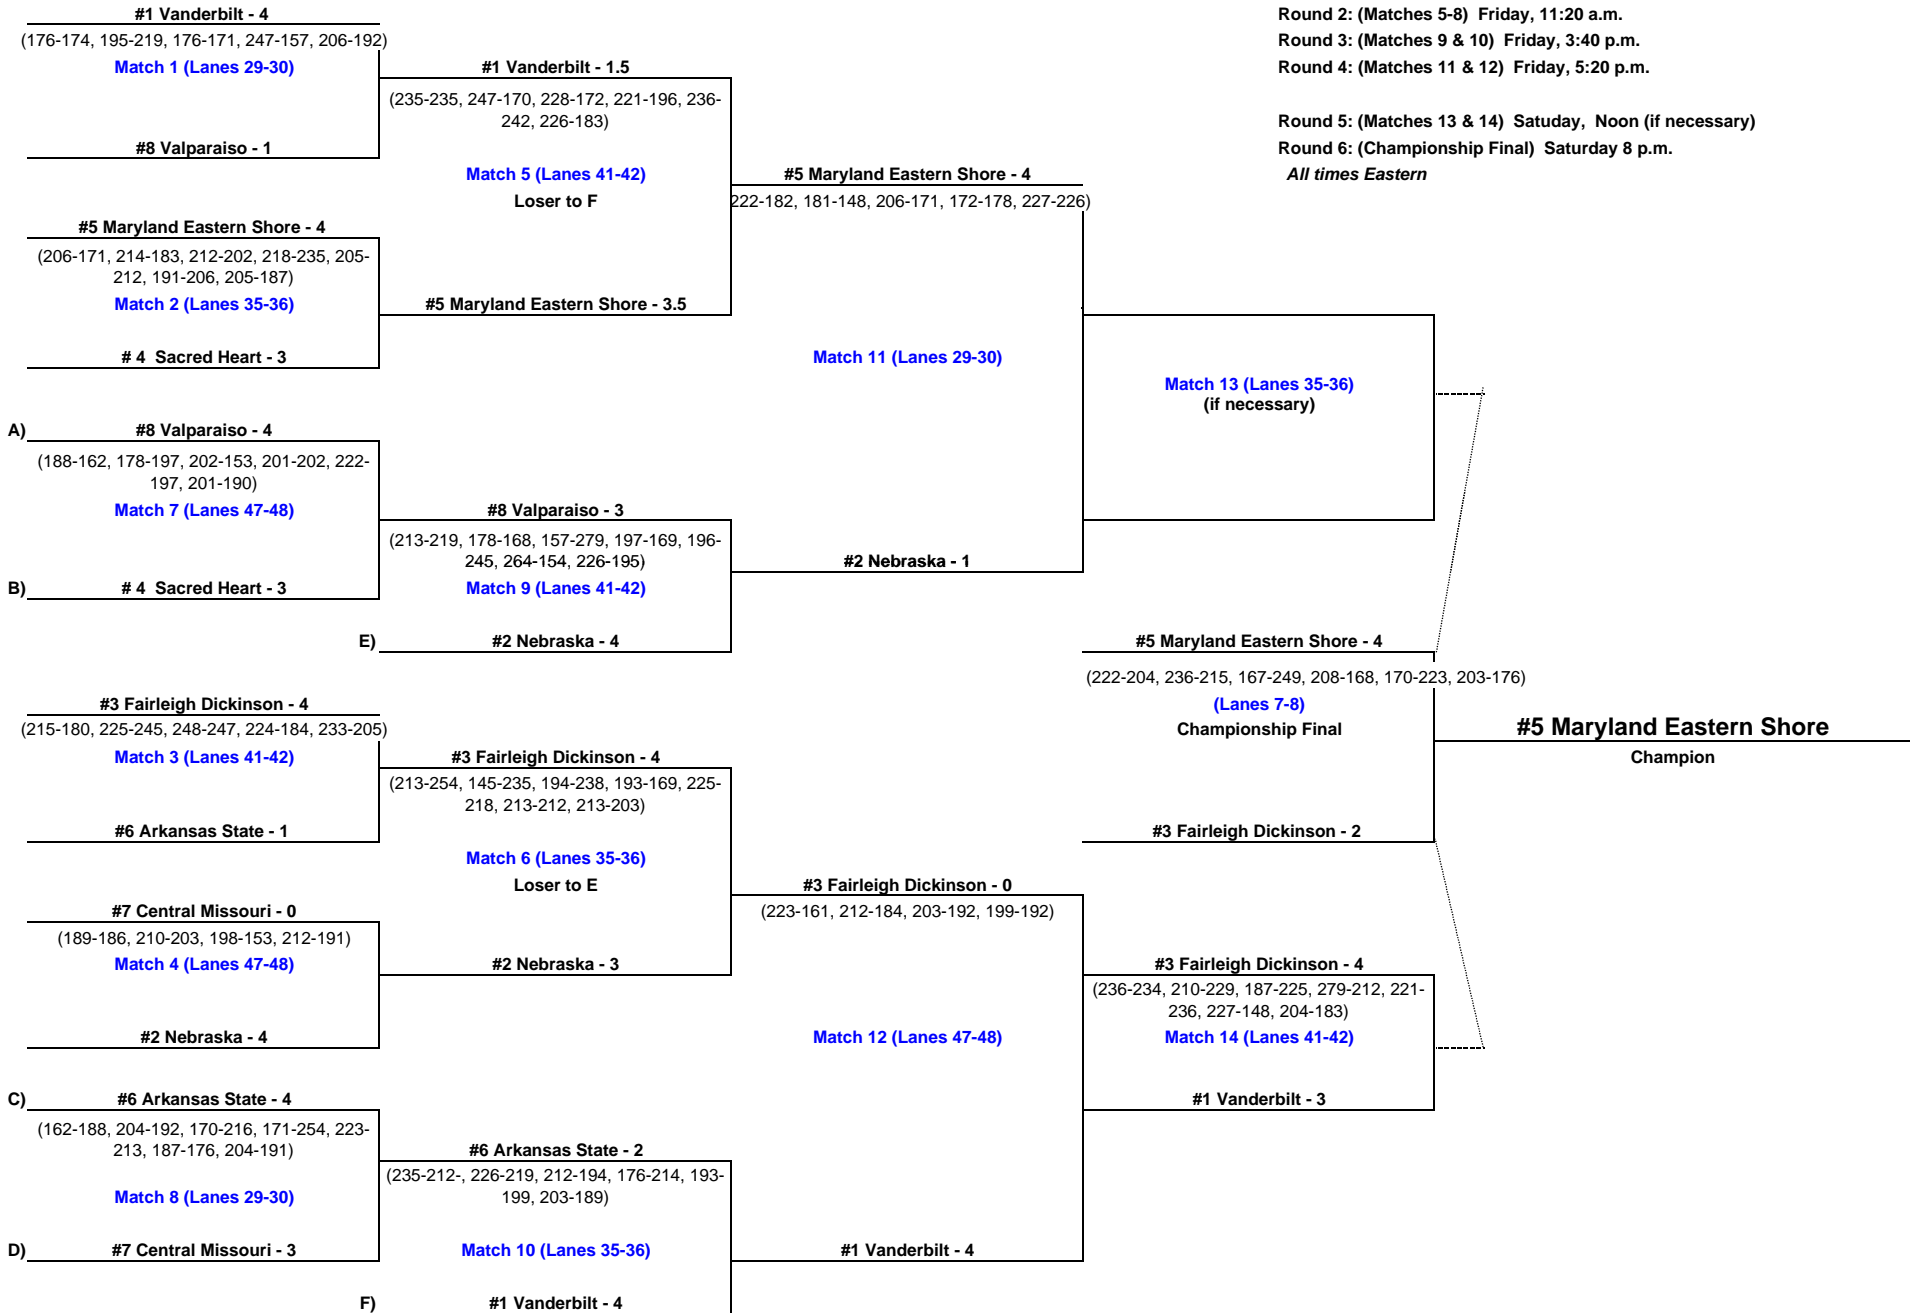 #1 Vanderbilt - 4
(176-174, 195-219, 176-171, 247-157, 206-192)
Match 1 (Lanes 29-30)
#8 Valparaiso - 1
#1 Vanderbilt - 1.5
(235-235, 247-170, 228-172, 221-196, 236-
242, 226-183)
Match 5 (Lanes 41-42)
Loser to F
#5 Maryland Eastern Shore - 4
(206-171, 214-183, 212-202, 218-235, 205-
212, 191-206, 205-187)
Match 2 (Lanes 35-36)
# 4 Sacred Heart - 3
#5 Maryland Eastern Shore - 3.5
#5 Maryland Eastern Shore - 4
222-182, 181-148, 206-171, 172-178, 227-226)
Match 11 (Lanes 29-30)
Round 2: (Matches 5-8) Friday, 11:20 a.m.
Round 3: (Matches 9 & 10) Friday, 3:40 p.m.
Round 4: (Matches 11 & 12) Friday, 5:20 p.m.
Round 5: (Matches 13 & 14) Satuday, Noon (if necessary)
Round 6: (Championship Final) Saturday 8 p.m.
All times Eastern
Match 13 (Lanes 35-36)
(if necessary)
A)
#8 Valparaiso - 4
(188-162, 178-197, 202-153, 201-202, 222-
197, 201-190)
Match 7 (Lanes 47-48)
B)
# 4 Sacred Heart - 3
#8 Valparaiso - 3
(213-219, 178-168, 157-279, 197-169, 196-
245, 264-154, 226-195)
Match 9 (Lanes 41-42)
E)
#2 Nebraska - 4
#2 Nebraska - 1
#5 Maryland Eastern Shore - 4
(222-204, 236-215, 167-249, 208-168, 170-223, 203-176)
(Lanes 7-8)
Championship Final
#3 Fairleigh Dickinson - 2
#5 Maryland Eastern Shore
Champion
#3 Fairleigh Dickinson - 4
(215-180, 225-245, 248-247, 224-184, 233-205)
Match 3 (Lanes 41-42)
#6 Arkansas State - 1
#3 Fairleigh Dickinson - 4
(213-254, 145-235, 194-238, 193-169, 225-
218, 213-212, 213-203)
Match 6 (Lanes 35-36)
Loser to E
#7 Central Missouri - 0
(189-186, 210-203, 198-153, 212-191)
Match 4 (Lanes 47-48)
#2 Nebraska - 4
#2 Nebraska - 3
#3 Fairleigh Dickinson - 0
(223-161, 212-184, 203-192, 199-192)
Match 12 (Lanes 47-48)
#3 Fairleigh Dickinson - 4
(236-234, 210-229, 187-225, 279-212, 221-
236, 227-148, 204-183)
Match 14 (Lanes 41-42)
#1 Vanderbilt - 3
C)
#6 Arkansas State - 4
(162-188, 204-192, 170-216, 171-254, 223-
213, 187-176, 204-191)
Match 8 (Lanes 29-30)
D)
#7 Central Missouri - 3
#6 Arkansas State - 2
(235-212-, 226-219, 212-194, 176-214, 193-
199, 203-189)
Match 10 (Lanes 35-36)
F)
#1 Vanderbilt - 4
#1 Vanderbilt - 4